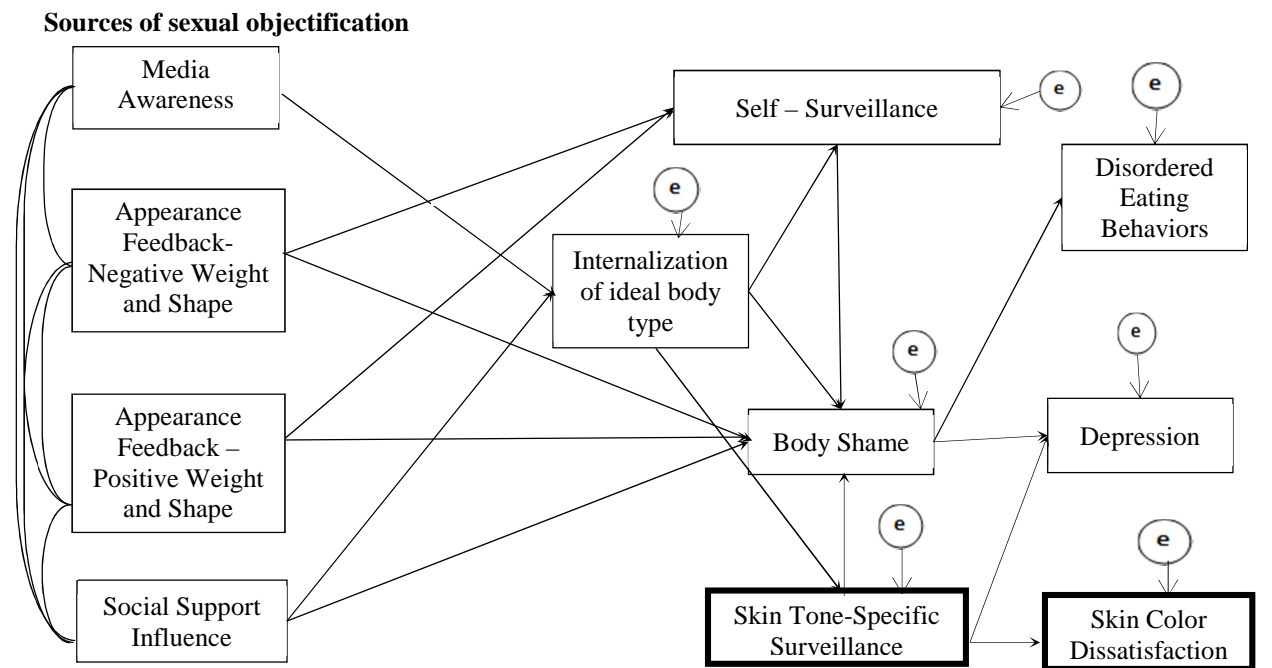 Sources of sexual objectification
Media
Awareness
Appearance
Feedback-
Negative Weight
and Shape
Appearance
Feedback –
Positive Weight
and Shape
Social Support
Influence
e
Internalization
of ideal body
type
Self – Surveillance
e
e
Body Shame
e
Skin Tone-Specific
Surveillance
e
Disordered
Eating
Behaviors
e
Depression
e
Skin Color
Dissatisfaction